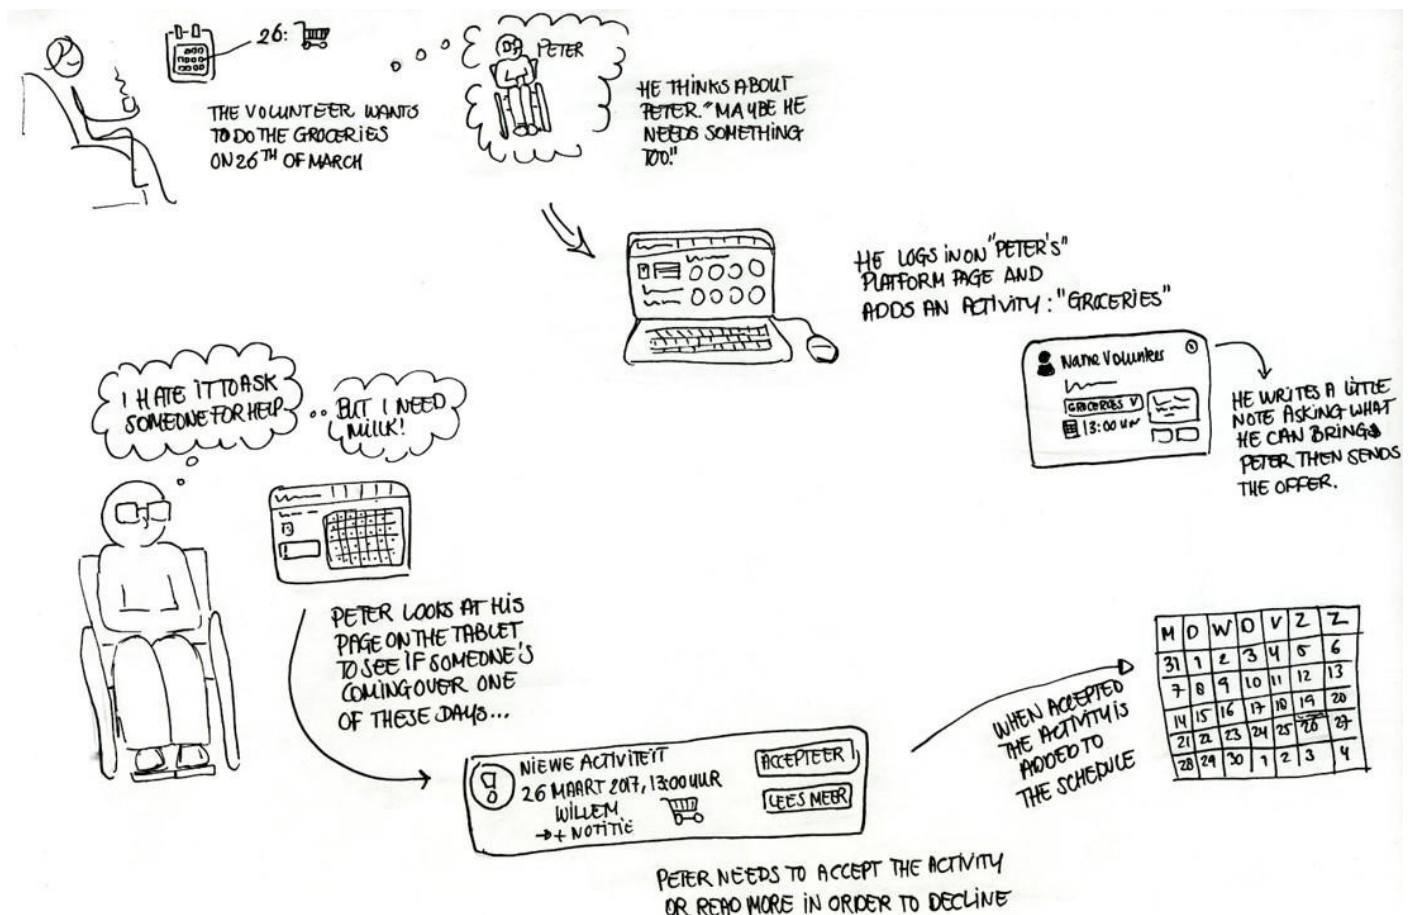 26:
THE VOLUNTEER WANTS
TO DO THE GROCERIES
ON 26TH OF MARCH
PETER
HE THINKS ABOUT
PETER. "MAYBE HE
NEEDS SOMETHING
TOO."
HE LOGS IN ON "PETER'S"
PLATFORM PAGE AND
ADDS AN ACTIVITY: "GROCERIES"
Name Volunteer
GROCERIES V
13:00 UUR
HE WRITES A LITTLE
NOTE ASKING WHAT
HE CAN BRING
PETER THEN SENDS
THE OFFER.
I HATE IT TO ASK
SOMEONE FOR HELP
BUT I NEED
MILLK!
PETER LOOKS AT HIS
PAGE ON THE TABLET
TO SEE IF SOMEONE'S
COMING OVER ONE
OF THESE DAYS...
NIEWE ACTIVITEIT
26 MAART 2017, 13:00 UUR
WILLEM
→ + NOTITIE
ACCEPTEER
LEES MEER
PETER NEEDS TO ACCEPT THE ACTIVITY
OR READ MORE IN ORDER TO DECLINE
WHEN ACCEPTED
THE ACTIVITY IS
ADDED TO
THE SCHEDULE
M D W D V Z Z
31 1 2 3 4 5 6
7 8 9 10 11 12 13
14 15 16 17 18 19 20
21 22 23 24 25 26 27
28 29 30 1 2 3 4